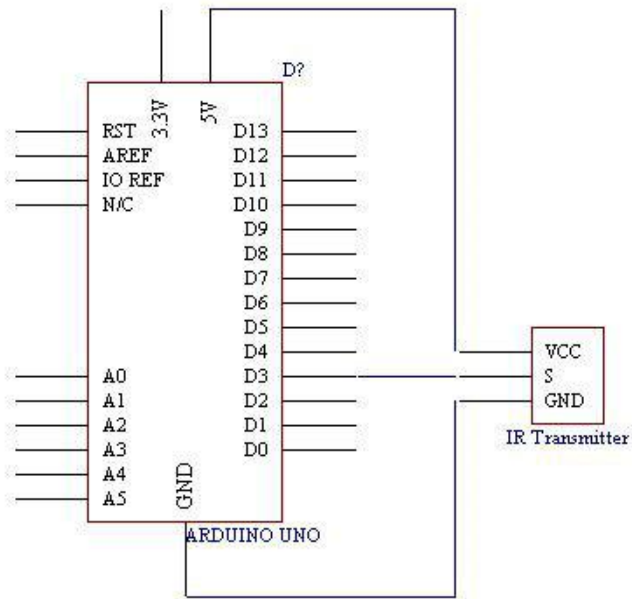 D?
3.3V
5V
RST
AREF
IO REF
N/C
D13
D12
D11
D10
D9
D8
D7
D6
D5
D4
D3
D2
D1
D0
A0
A1
A2
A3
A4
A5
GND
ARDUINO UNO
VCC
S
GND
IR Transmitter